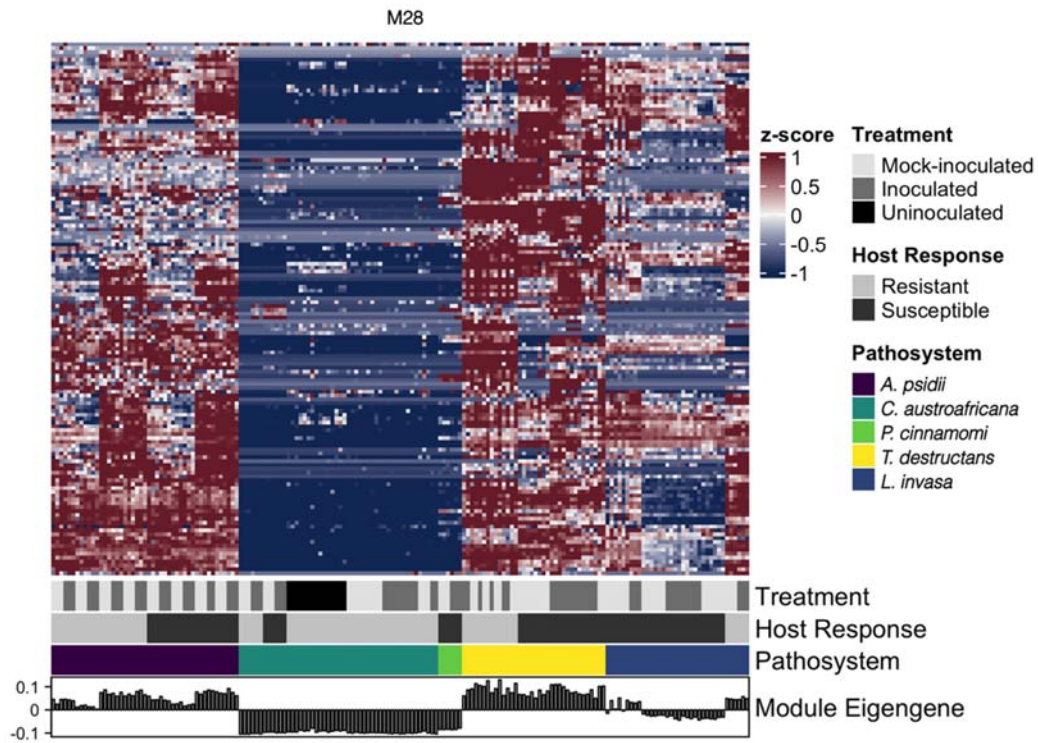 M28
z-score
1
0.5
0
-0.5
-1
Treatment
Mock-inoculated
Inoculated
Uninoculated
Host Response
Resistant
Susceptible
Pathosystem
A. psidii
C. austroafricana
P. cinnamomi
T. destructans
L. invasa
Treatment
Host Response
Pathosystem
0.1
0
-0.1
Module Eigengene